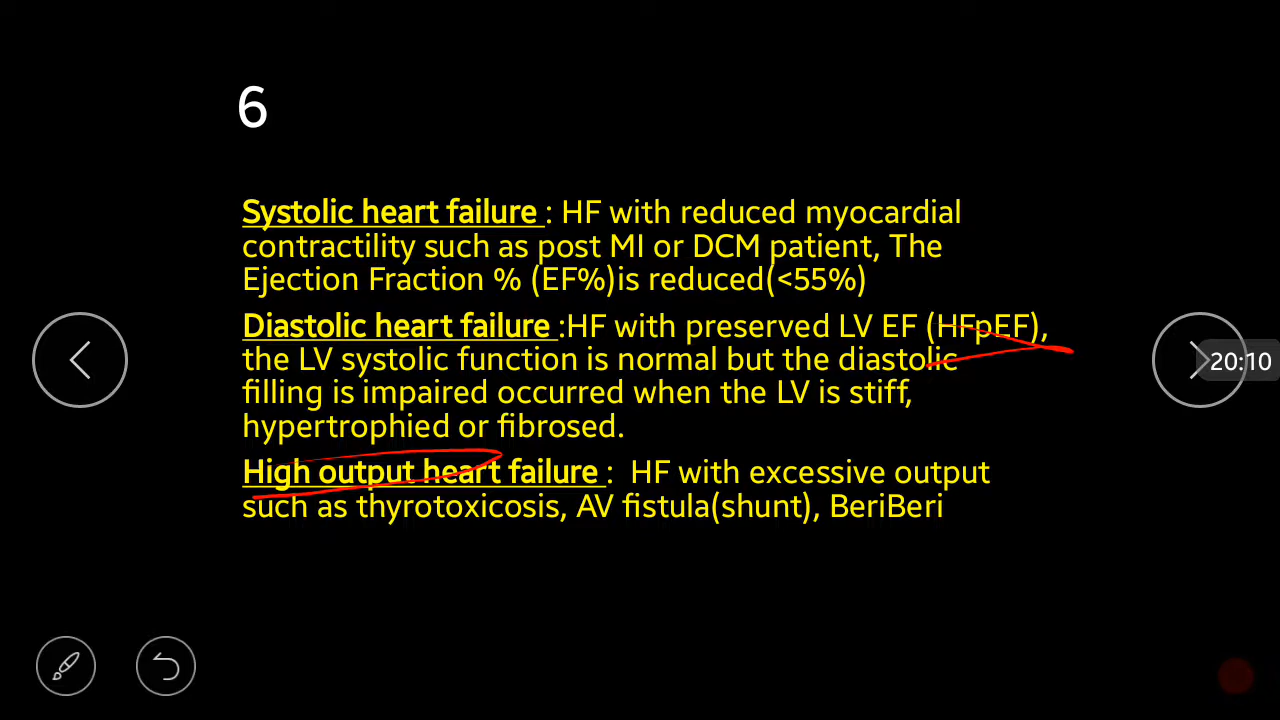 6
Systolic heart failure : HF with reduced myocardial
contractility such as post MI or DCM patient, The
Ejection Fraction % (EF%)is reduced(<55%)
Diastolic heart failure :HF with preserved LV EF (HFpEF),
the LV systolic function is normal but the diastolic
filling is impaired occurred when the LV is stiff,
hypertrophied or fibrosed.
High output heart failure :  HF with excessive output
such as thyrotoxicosis, AV fistula(shunt), BeriBeri
20:10